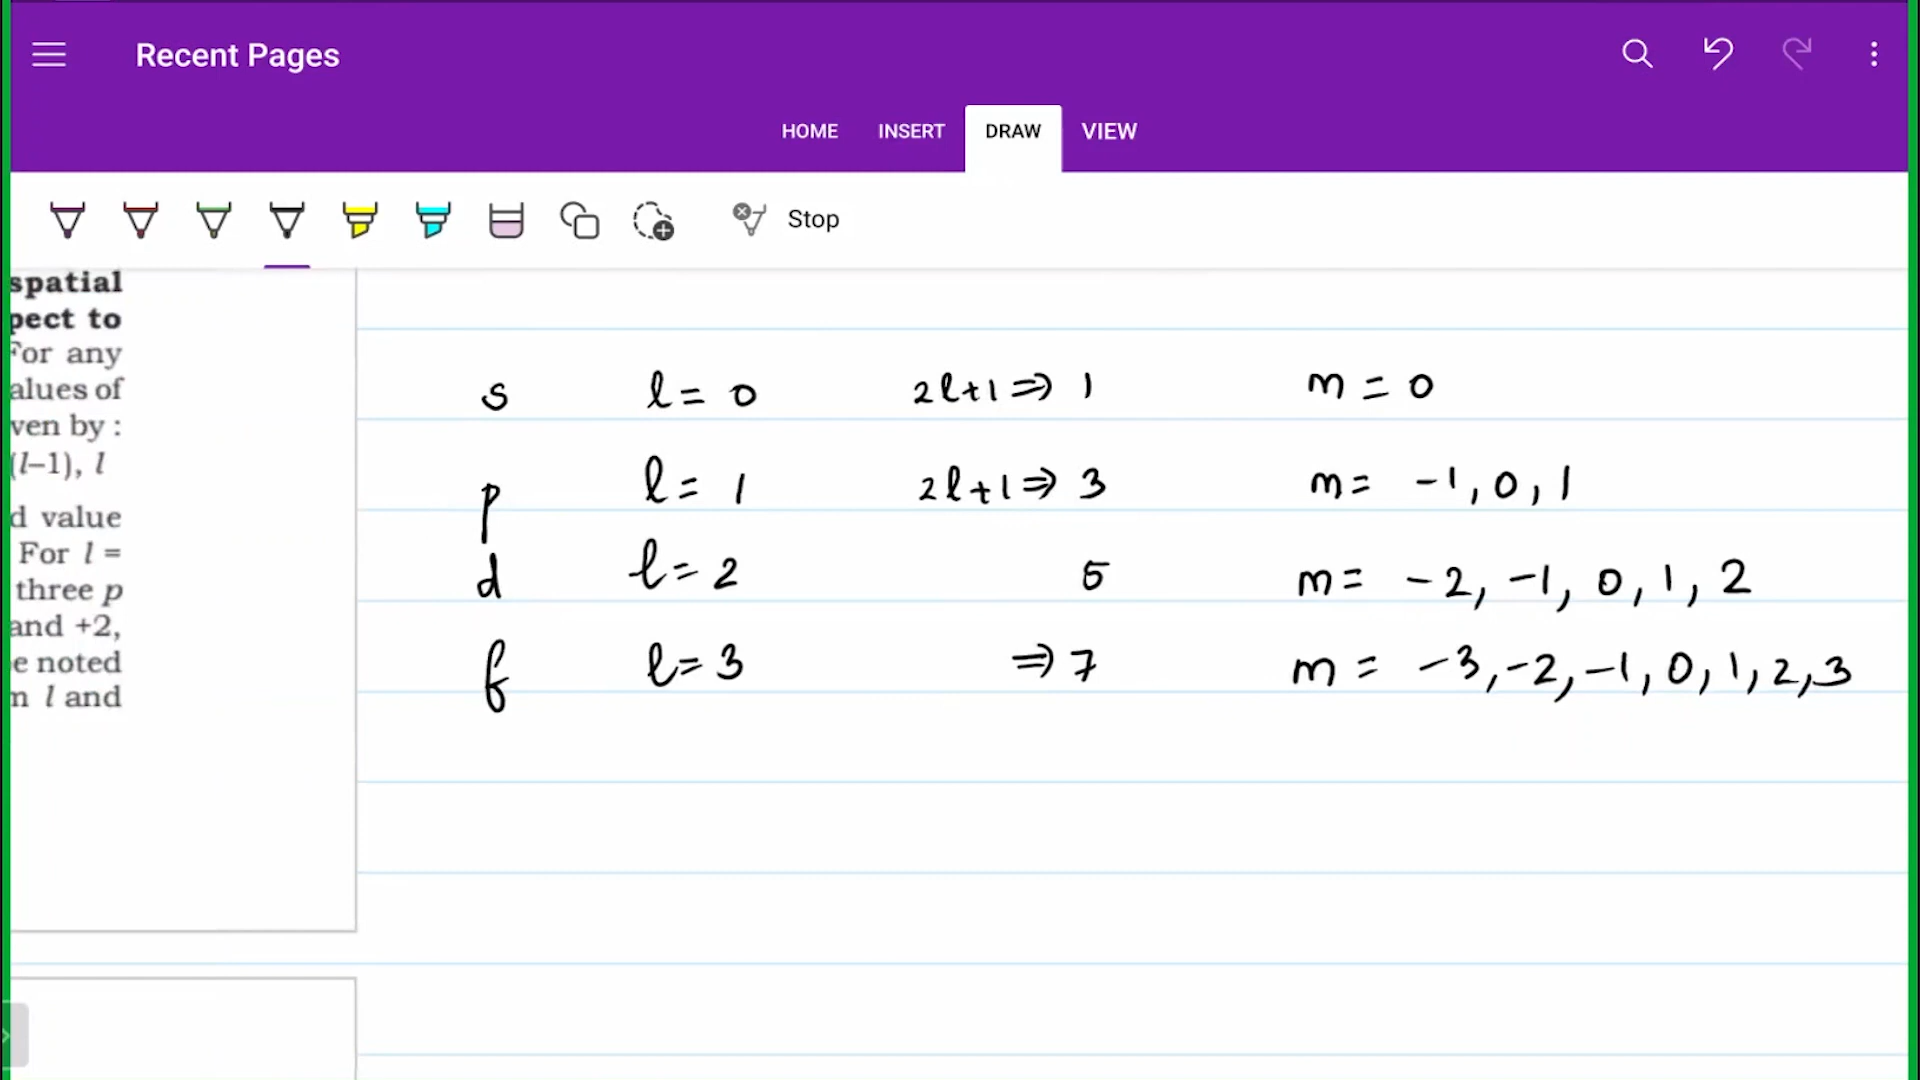 Recent Pages
HOME INSERT DRAW VIEW
Stop
spatial
pect to
For any
alues of
ven by :
(l–1), l
d value
For l =
three p
and +2,
e noted
m l and
s l = 0 2l+1 ⇒ 1 m = 0
p l = 1 2l+1 ⇒ 3 m = -1, 0, 1
d l = 2 5 m = -2, -1, 0, 1, 2
f l = 3 ⇒ 7 m = -3, -2, -1, 0, 1, 2, 3